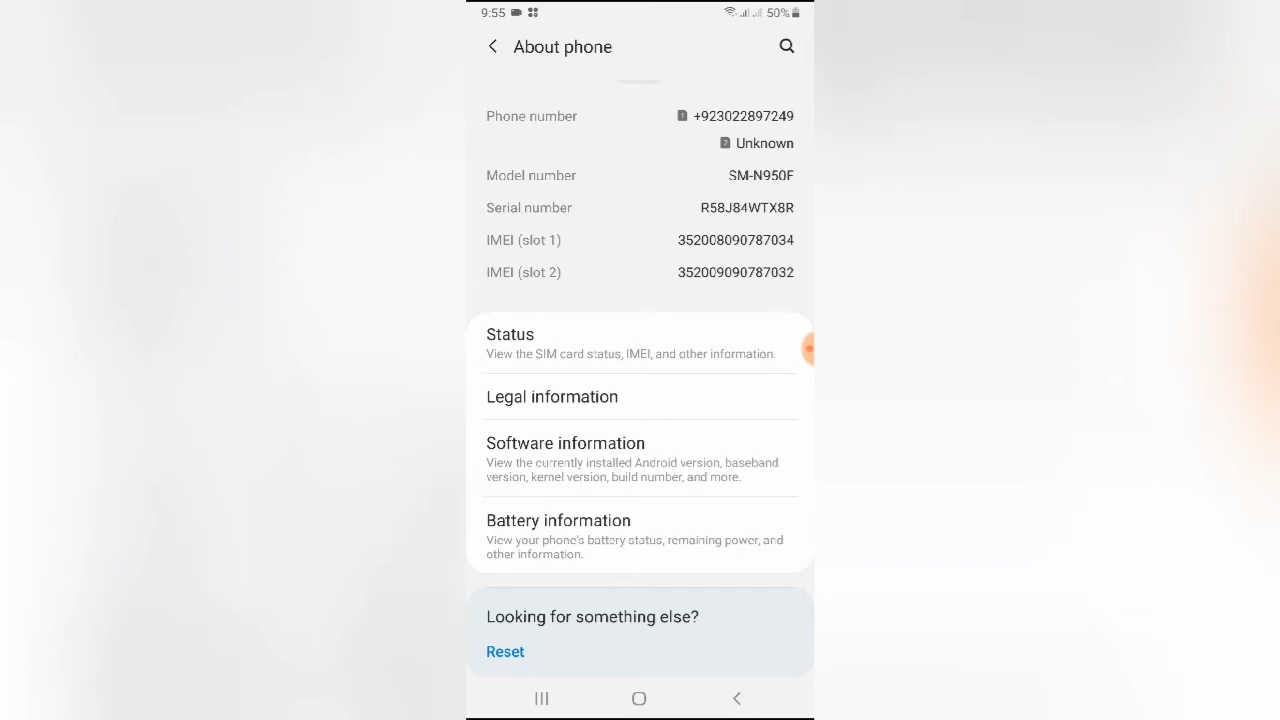 9:55 50%
About phone
Phone number +923022897249
Unknown
Model number SM-N950F
Serial number R58J84WTX8R
IMEI (slot 1) 352008090787034
IMEI (slot 2) 352009090787032
Status
View the SIM card status, IMEI, and other information.
Legal information
Software information
View the currently installed Android version, baseband
version, kernel version, build number, and more.
Battery information
View your phone's battery status, remaining power, and
other information.
Looking for something else?
Reset